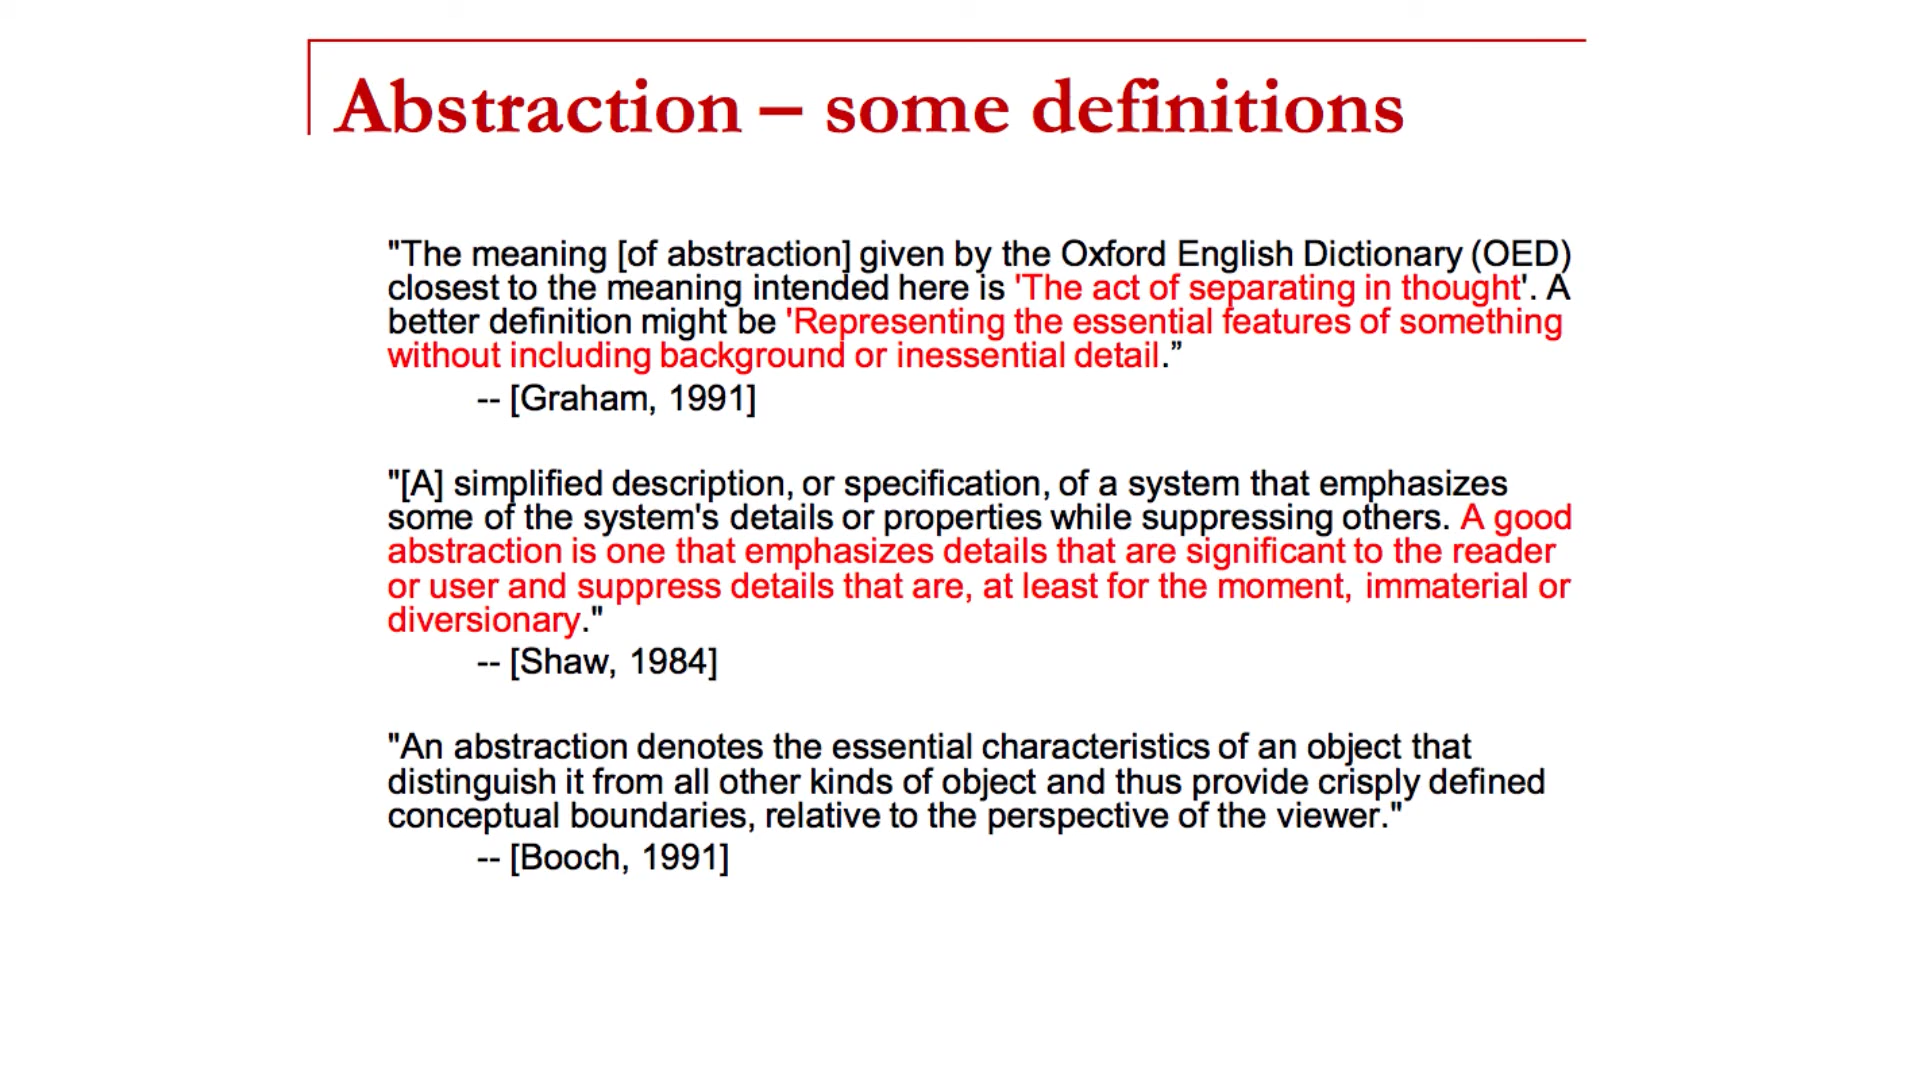 Abstraction – some definitions
"The meaning [of abstraction] given by the Oxford English Dictionary (OED)
closest to the meaning intended here is 'The act of separating in thought'. A
better definition might be 'Representing the essential features of something
without including background or inessential detail.”
-- [Graham, 1991]
"[A] simplified description, or specification, of a system that emphasizes
some of the system's details or properties while suppressing others. A good
abstraction is one that emphasizes details that are significant to the reader
or user and suppress details that are, at least for the moment, immaterial or
diversionary."
-- [Shaw, 1984]
"An abstraction denotes the essential characteristics of an object that
distinguish it from all other kinds of object and thus provide crisply defined
conceptual boundaries, relative to the perspective of the viewer."
-- [Booch, 1991]